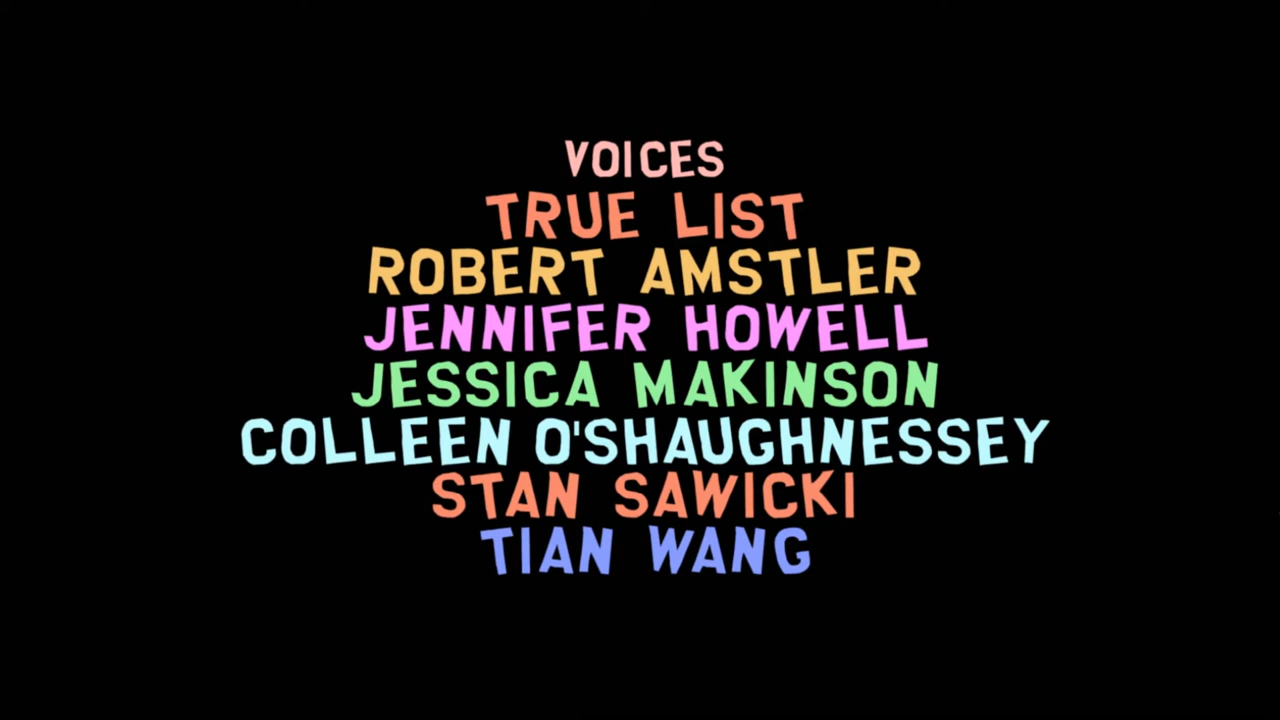 VOICES
TRUE LIST
ROBERT AMSTLER
JENNIFER HOWELL
JESSICA MAKINSON
COLLEEN O'SHAUGHNESSEY
STAN SAWICKI
TIAN WANG